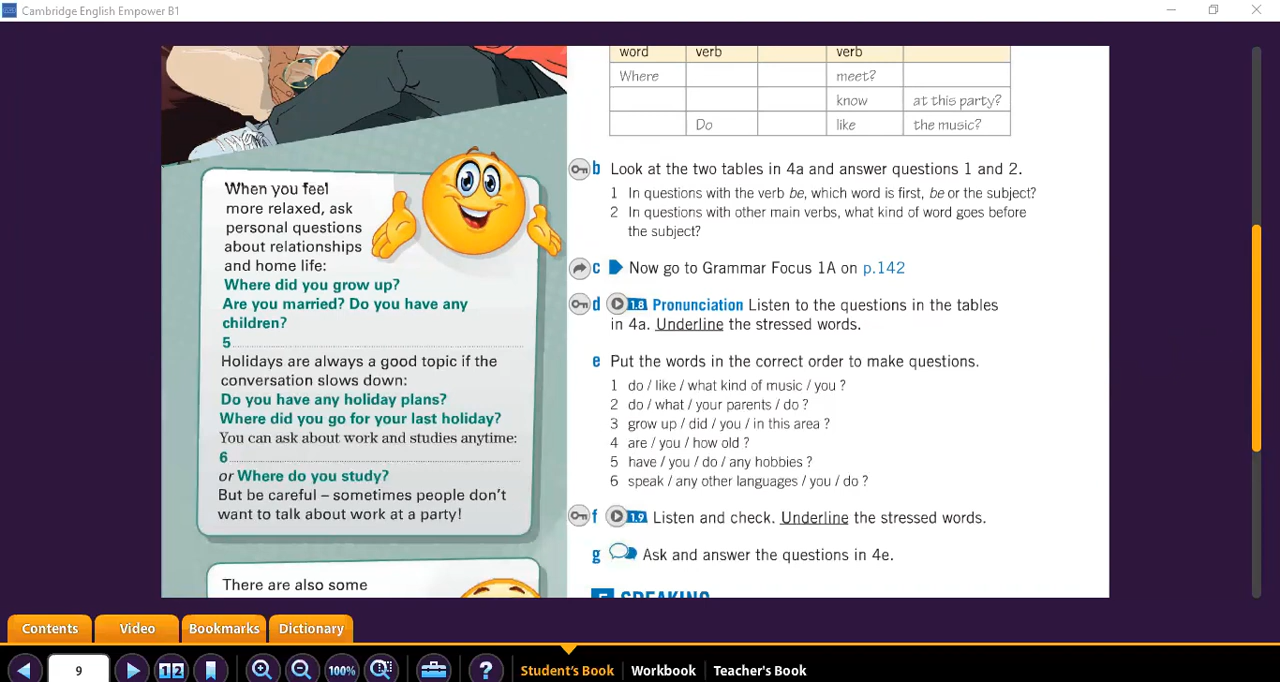 Cambridge English Empower B1
When you feel
more relaxed, ask
personal questions
about relationships
and home life:
Where did you grow up?
Are you married? Do you have any
children?
5
Holidays are always a good topic if the
conversation slows down:
Do you have any holiday plans?
Where did you go for your last holiday?
You can ask about work and studies anytime:
6
or Where do you study?
But be careful – sometimes people don't
want to talk about work at a party!
There are also some
word verb verb
Where meet?
know at this party?
Do like the music?
b Look at the two tables in 4a and answer questions 1 and 2.
1 In questions with the verb be, which word is first, be or the subject?
2 In questions with other main verbs, what kind of word goes before
the subject?
c Now go to Grammar Focus 1A on p.142
d 1.8 Pronunciation Listen to the questions in the tables
in 4a. Underline the stressed words.
e Put the words in the correct order to make questions.
1 do / like / what kind of music / you ?
2 do / what / your parents / do ?
3 grow up / did / you / in this area ?
4 are / you / how old ?
5 have / you / do / any hobbies ?
6 speak / any other languages / you / do ?
f 1.9 Listen and check. Underline the stressed words.
g Ask and answer the questions in 4e.
5 SPEAKING
Contents Video Bookmarks Dictionary
9 12 100% ? Student's Book Workbook Teacher's Book